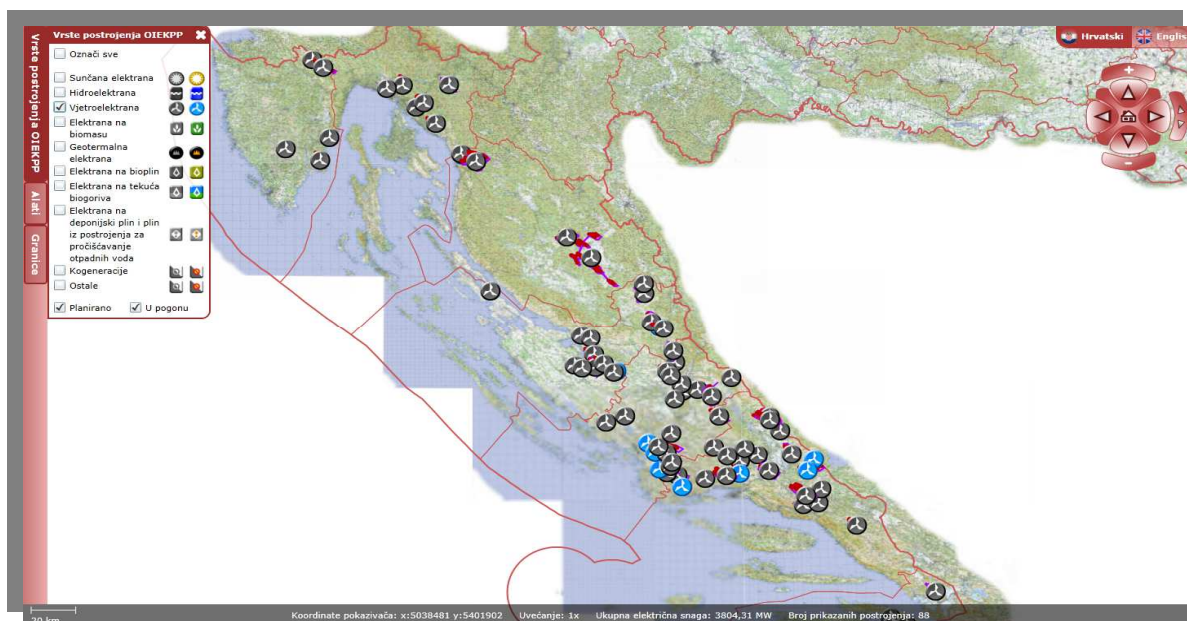 Vrste postrojenja OIEKPP
Alati
Granice
Vrste postrojenja OIEKPP
Označi sve
Sunčana elektrana
Hidroelektrana
Vjetroelektrana
Elektrana na
biomasu
Geotermalna
elektrana
Elektrana na bioplin
Elektrana na tekuća
biogoriva
Elektrana na
deponijski plin i plin
iz postrojenja za
pročišćavanje
otpadnih voda
Kogeneracije
Ostale
Planirano U pogonu
Hrvatski Englis
20 km
Koordinate pokazivača: x:5038481 y:5401902 Uvećanje: 1x Ukupna električna snaga: 3804,31 MW Broj prikazanih postrojenja: 88